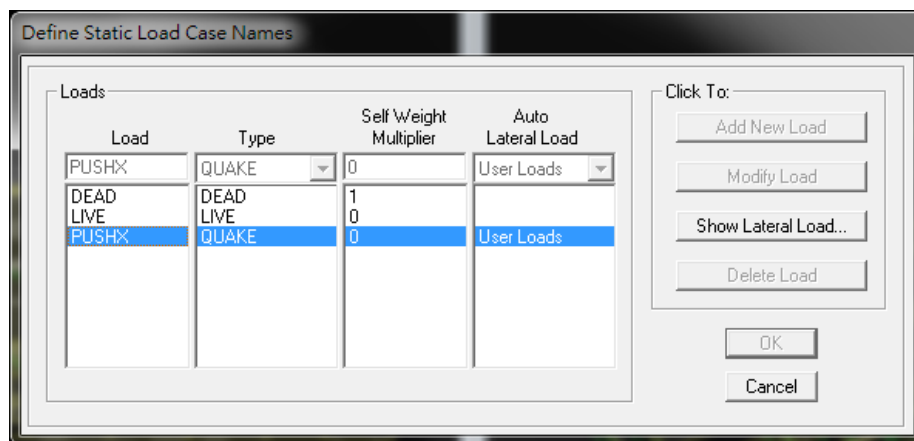 Define Static Load Case Names
Loads
Click To:
Load Type Self Weight Multiplier Auto Lateral Load
PUSHX QUAKE 0 User Loads
DEAD DEAD 1
LIVE LIVE 0
PUSHX QUAKE 0 User Loads
Add New Load
Modify Load
Show Lateral Load...
Delete Load
OK
Cancel